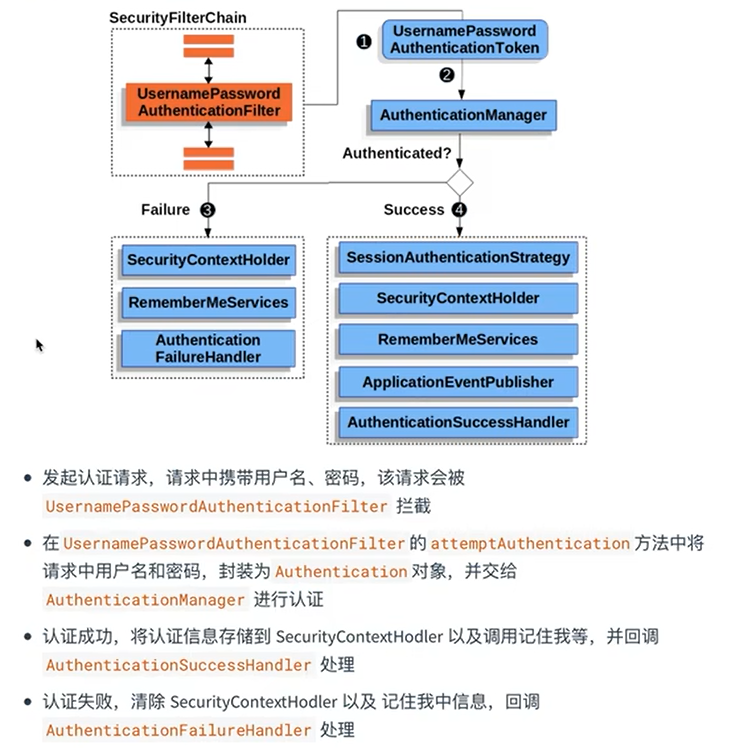 SecurityFilterChain
UsernamePassword
AuthenticationFilter
❶
UsernamePassword
AuthenticationToken
❷
AuthenticationManager
Authenticated?
Failure ❸
Success ❹
SecurityContextHolder
RememberMeServices
Authentication
FailureHandler
SessionAuthenticationStrategy
SecurityContextHolder
RememberMeServices
ApplicationEventPublisher
AuthenticationSuccessHandler
• 发起认证请求，请求中携带用户名、密码，该请求会被
UsernamePasswordAuthenticationFilter 拦截
• 在 UsernamePasswordAuthenticationFilter 的 attemptAuthentication 方法中将
请求中用户名和密码，封装为 Authentication 对象，并交给
AuthenticationManager 进行认证
• 认证成功，将认证信息存储到 SecurityContextHodler 以及调用记住我等，并回调
AuthenticationSuccessHandler 处理
• 认证失败，清除 SecurityContextHodler 以及 记住我中信息，回调
AuthenticationFailureHandler 处理